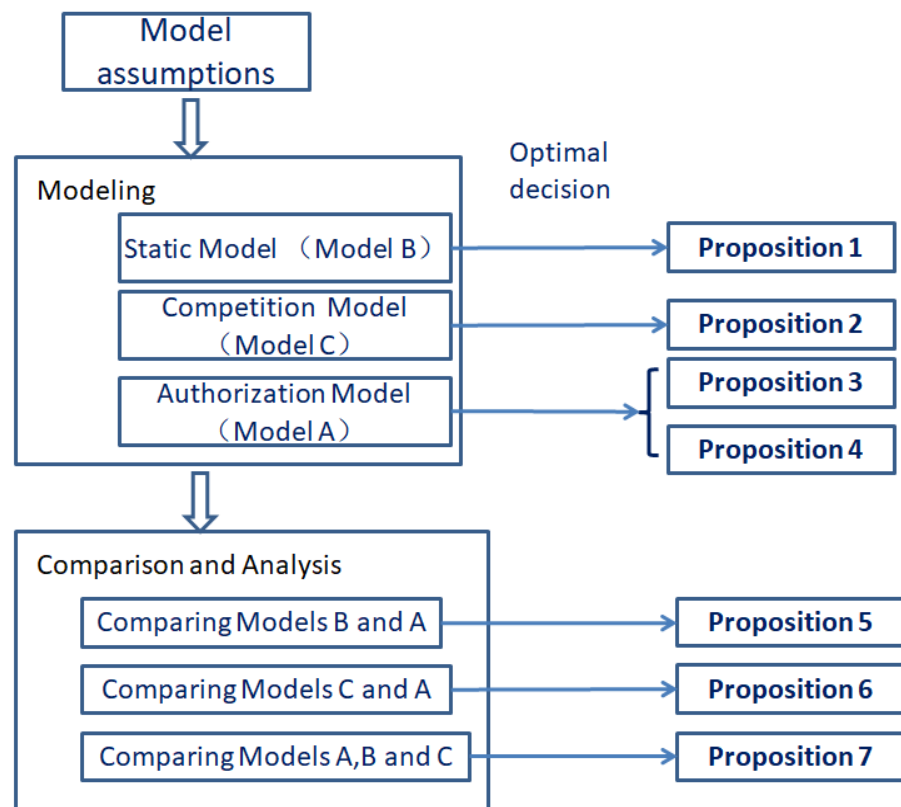 Model
assumptions
Optimal
decision
Modeling
Static Model （Model B）
Proposition 1
Competition Model
（Model C）
Proposition 2
Authorization Model
（Model A）
Proposition 3
Proposition 4
Comparison and Analysis
Comparing Models B and A
Proposition 5
Comparing Models C and A
Proposition 6
Comparing Models A,B and C
Proposition 7